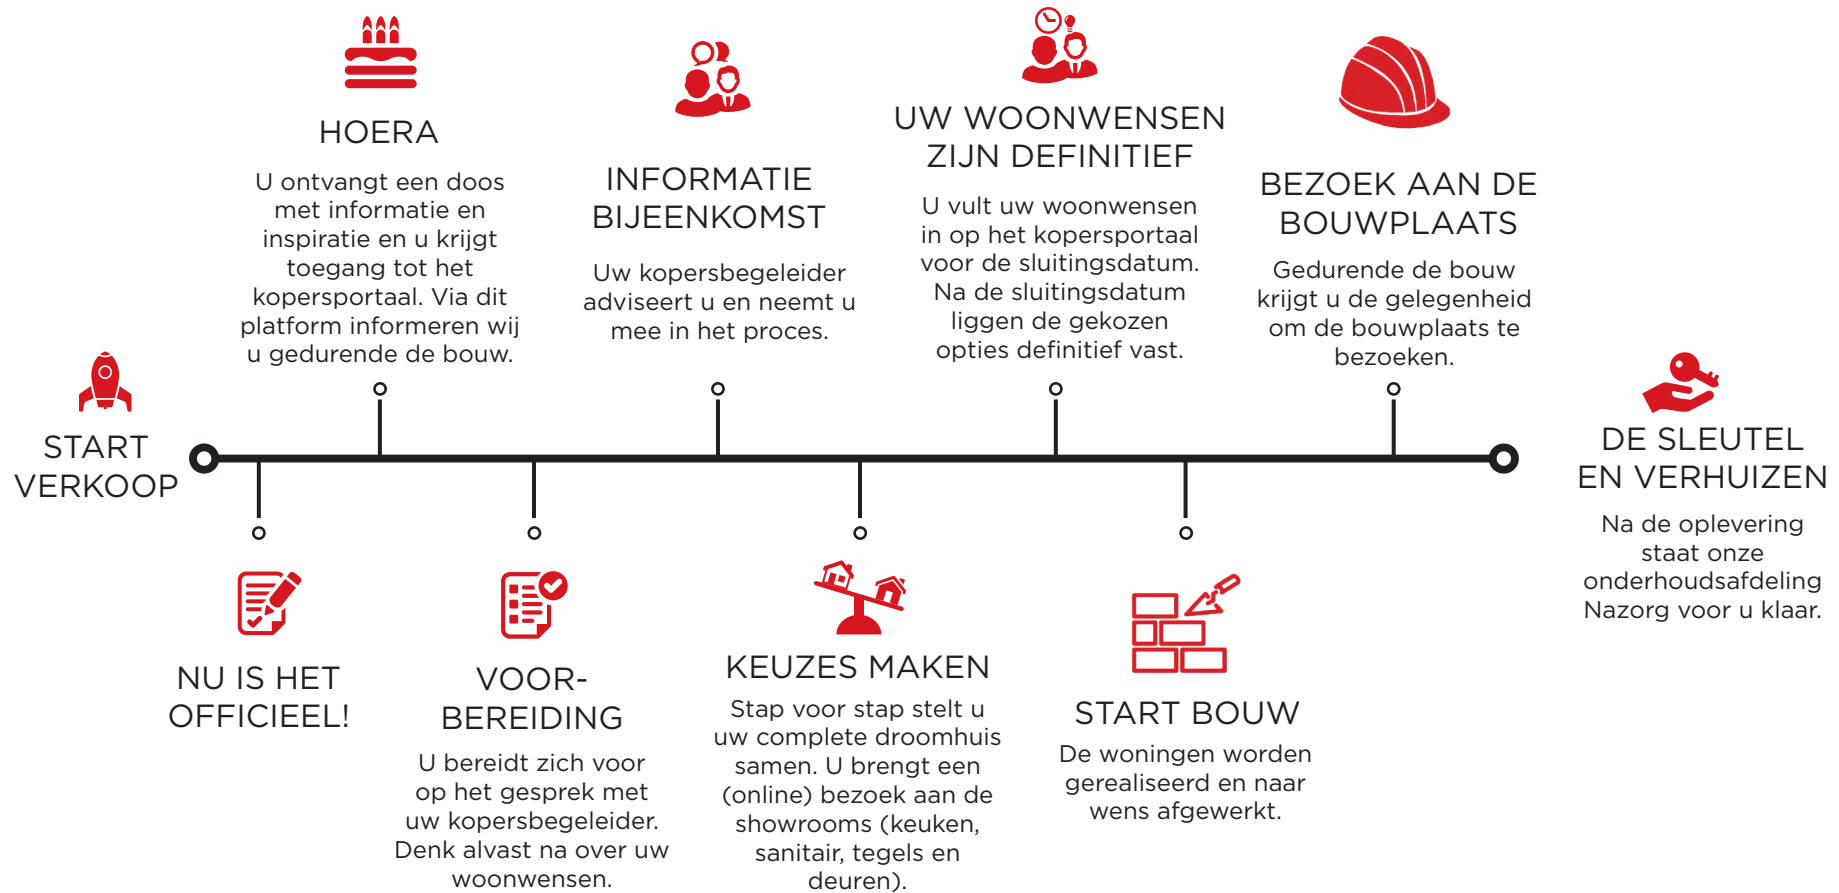 START
VERKOOP
NU IS HET
OFFICIEEL!
HOERA
U ontvangt een doos
met informatie en
inspiratie en u krijgt
toegang tot het
kopersportaal. Via dit
platform informeren wij
u gedurende de bouw.
VOOR-
BEREIDING
U bereidt zich voor
op het gesprek met
uw kopersbegeleider.
Denk alvast na over uw
woonwensen.
INFORMATIE
BIJEENKOMST
Uw kopersbegeleider
adviseert u en neemt u
mee in het proces.
KEUZES MAKEN
Stap voor stap stelt u
uw complete droomhuis
samen. U brengt een
(online) bezoek aan de
showrooms (keuken,
sanitair, tegels en
deuren).
UW WOONWENSEN
ZIJN DEFINITIEF
U vult uw woonwensen
in op het kopersportaal
voor de sluitingsdatum.
Na de sluitingsdatum
liggen de gekozen
opties definitief vast.
START BOUW
De woningen worden
gerealiseerd en naar
wens afgewerkt.
BEZOEK AAN DE
BOUWPLAATS
Gedurende de bouw
krijgt u de gelegenheid
om de bouwplaats te
bezoeken.
DE SLEUTEL
EN VERHUIZEN
Na de oplevering
staat onze
onderhoudsafdeling
Nazorg voor u klaar.